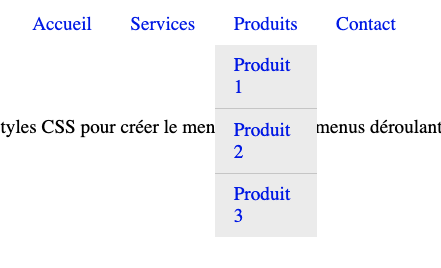 Accueil Services Produits Contact
Produit
1
tyles CSS pour créer le men menus déroulant
Produit
2
Produit
3